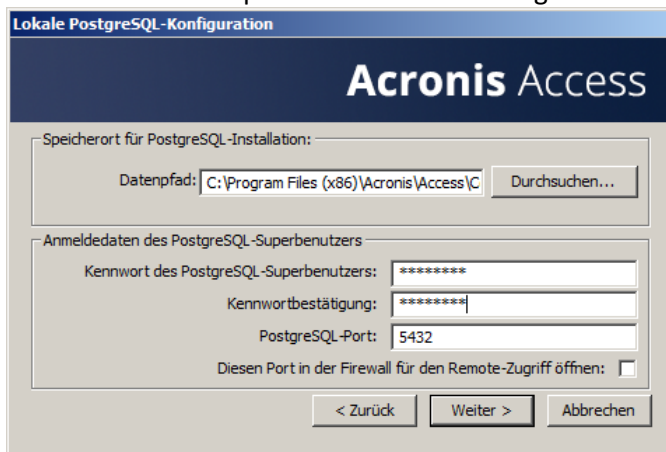 Lokale PostgreSQL-Konfiguration
Acronis Access
Speicherort für PostgreSQL-Installation:
Datenpfad: C:\Program Files (x86)\Acronis\Access\C Durchsuchen...
Anmeldedaten des PostgreSQL-Superbenutzers
Kennwort des PostgreSQL-Superbenutzers: ********
Kennwortbestätigung: ********
PostgreSQL-Port: 5432
Diesen Port in der Firewall für den Remote-Zugriff öffnen:
< Zurück Weiter > Abbrechen